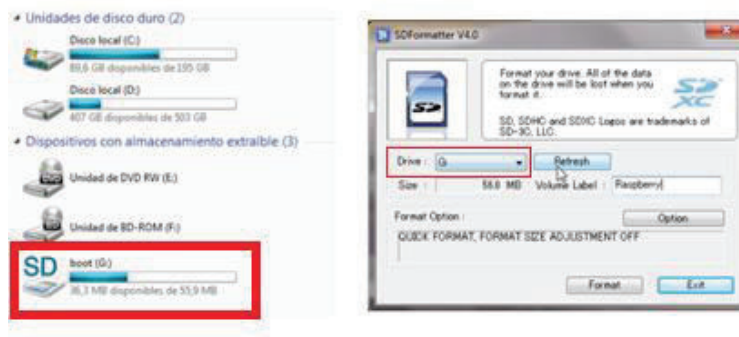 Unidades de disco duro (2)
Disco local (C:)
89,6 GB disponibles de 195 GB
Disco local (D:)
407 GB disponibles de 503 GB
Dispositivos con almacenamiento extraíble (3)
Unidad de DVD RW (E:)
Unidad de BD-ROM (F:)
SD
boot (G:)
36,3 MB disponibles de 55,9 MB
SDFormatter V4.0
Format your drive. All of the data
on the drive will be lost when you
format it.
SD, SDHC and SDXC Logos are trademarks of
SD-3C, LLC.
SD
XC
Drive : G: Refresh
Size : 56.0 MB Volume Label : Raspberry
Format Option :
Option
QUICK FORMAT, FORMAT SIZE ADJUSTMENT OFF
Format Exit